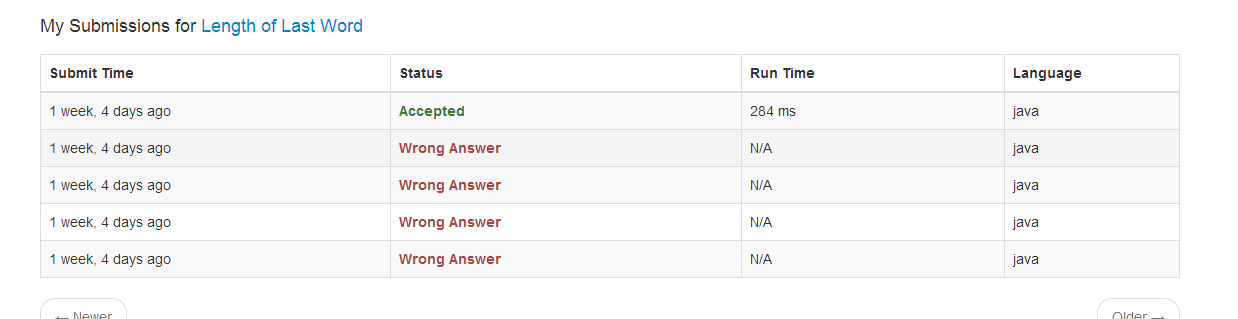 My Submissions for Length of Last Word
Submit Time Status Run Time Language
1 week, 4 days ago Accepted 284 ms java
1 week, 4 days ago Wrong Answer N/A java
1 week, 4 days ago Wrong Answer N/A java
1 week, 4 days ago Wrong Answer N/A java
1 week, 4 days ago Wrong Answer N/A java
← Newer Older →